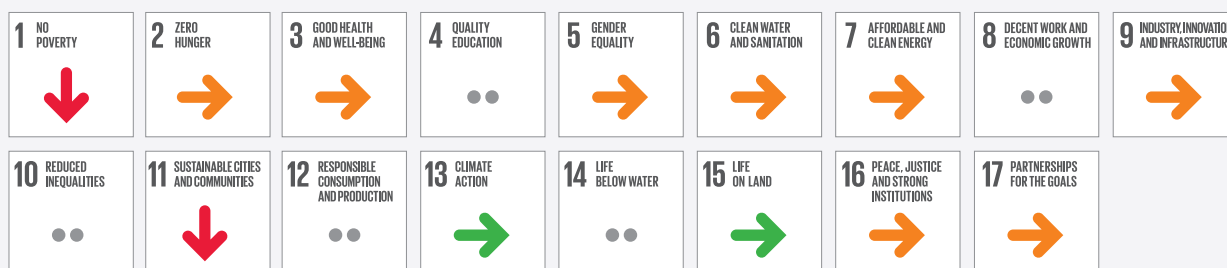 1 NO
POVERTY
2 ZERO
HUNGER
3 GOOD HEALTH
AND WELL-BEING
4 QUALITY
EDUCATION
5 GENDER
EQUALITY
6 CLEAN WATER
AND SANITATION
7 AFFORDABLE AND
CLEAN ENERGY
8 DECENT WORK AND
ECONOMIC GROWTH
9 INDUSTRY, INNOVATIO
AND INFRASTRUCTUR
10 REDUCED
INEQUALITIES
11 SUSTAINABLE CITIES
AND COMMUNITIES
12 RESPONSIBLE
CONSUMPTION
AND PRODUCTION
13 CLIMATE
ACTION
14 LIFE
BELOW WATER
15 LIFE
ON LAND
16 PEACE, JUSTICE
AND STRONG
INSTITUTIONS
17 PARTNERSHIPS
FOR THE GOALS